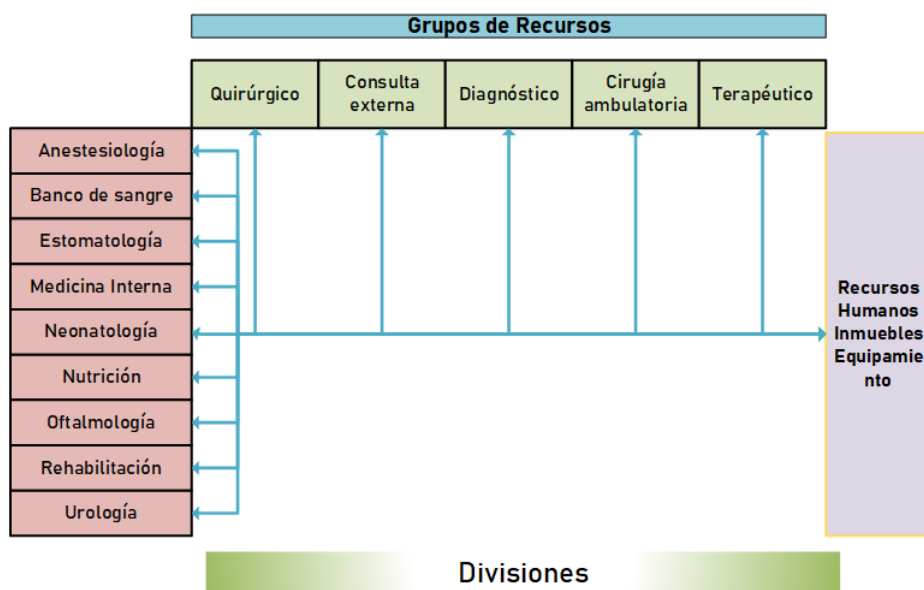 Grupos de Recursos
Quirúrgico
Consulta
externa
Diagnóstico
Cirugía
ambulatoria
Terapéutico
Anestesiología
Banco de sangre
Estomatología
Medicina Interna
Neonatología
Nutrición
Oftalmología
Rehabilitación
Urología
Recursos
Humanos
Inmuebles
Equipamie
nto
Divisiones